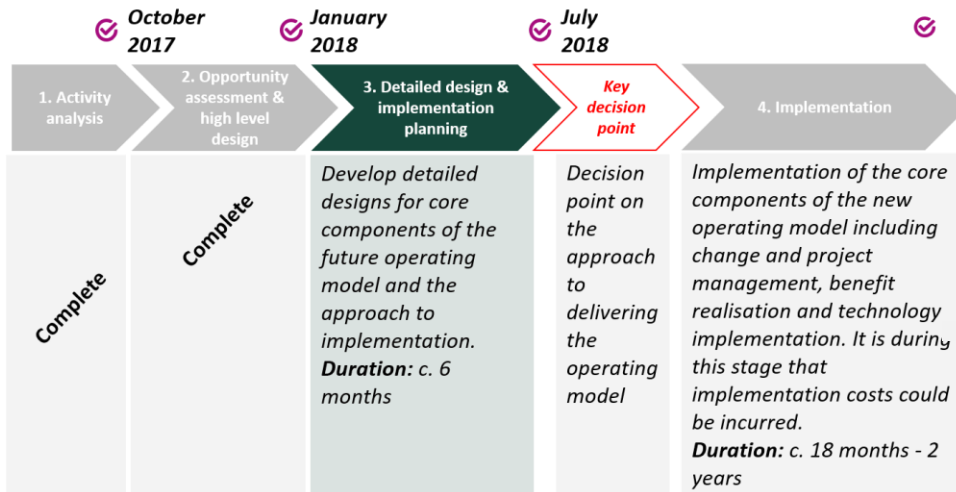 October
2017
January
2018
July
2018
1. Activity
analysis
2. Opportunity
assessment &
high level
design
3. Detailed design &
implementation
planning
Key
decision
point
4. Implementation
Complete
Complete
Develop detailed
designs for core
components of the
future operating
model and the
approach to
implementation.
Duration: c. 6
months
Decision
point on
the
approach
to
delivering
the
operating
model
Implementation of the core
components of the new
operating model including
change and project
management, benefit
realisation and technology
implementation. It is during
this stage that
implementation costs could
be incurred.
Duration: c. 18 months - 2
years